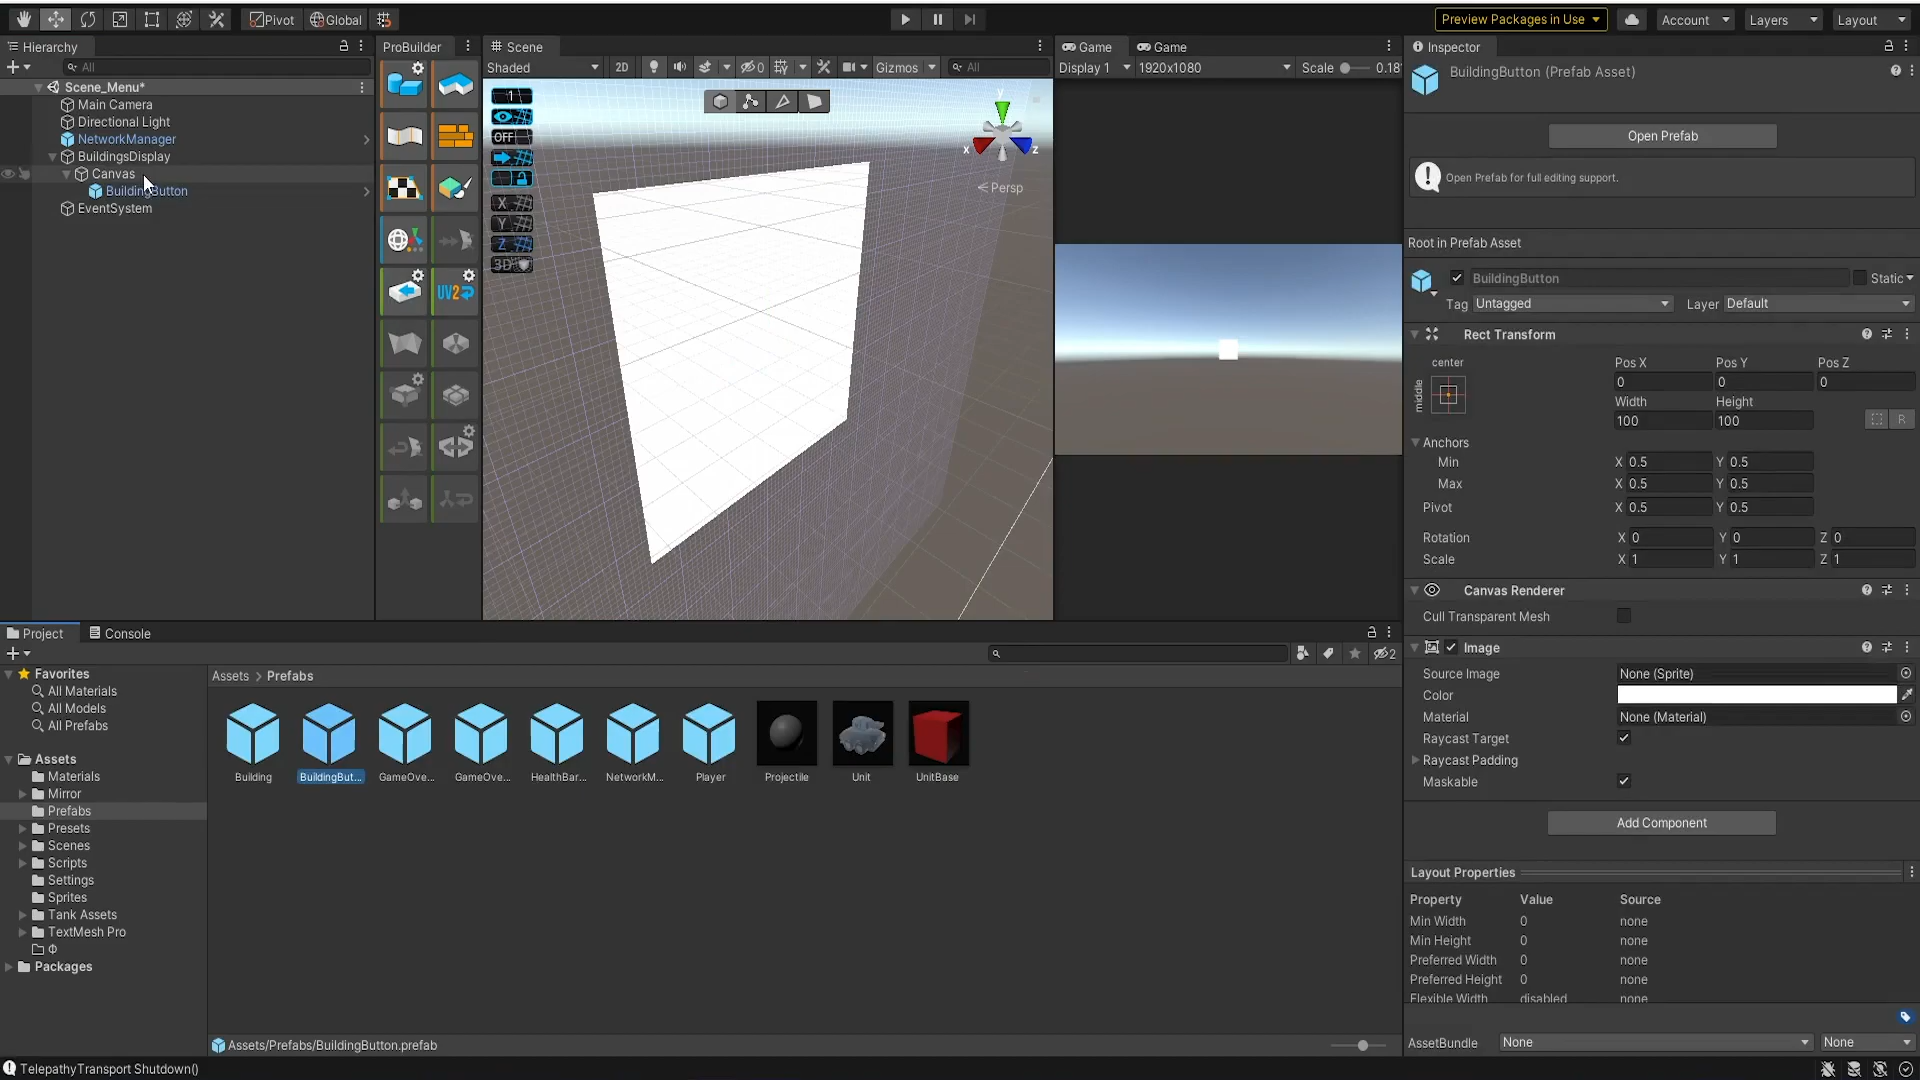 Pivot
Global
Preview Packages in Use
Account
Layers
Layout
Hierarchy
All
Scene_Menu*
Main Camera
Directional Light
NetworkManager
BuildingsDisplay
Canvas
BuildingButton
EventSystem
ProBuilder
Scene
Shaded
2D
0
Gizmos
All
1
OFF
X
Y
Z
3D
y
x
z
Persp
Game
Game
Display 1
1920x1080
Scale
0.18
Inspector
BuildingButton (Prefab Asset)
Open Prefab
Open Prefab for full editing support.
Root in Prefab Asset
BuildingButton
Static
Tag
Untagged
Layer
Default
Rect Transform
center
middle
Pos X
Pos Y
Pos Z
0
0
0
Width
Height
100
100
R
Anchors
Min
X 0.5
Y 0.5
Max
X 0.5
Y 0.5
Pivot
X 0.5
Y 0.5
Rotation
X 0
Y 0
Z 0
Scale
X 1
Y 1
Z 1
Canvas Renderer
Cull Transparent Mesh
Image
Source Image
None (Sprite)
Color
Material
None (Material)
Raycast Target
Raycast Padding
Maskable
Add Component
Layout Properties
Property
Value
Source
Min Width
0
none
Min Height
0
none
Preferred Width
0
none
Preferred Height
0
none
Flexible Width
disabled
none
AssetBundle
None
None
Project
Console
2
Favorites
All Materials
All Models
All Prefabs
Assets
Materials
Mirror
Prefabs
Presets
Scenes
Scripts
Settings
Sprites
Tank Assets
TextMesh Pro
Ф
Packages
Assets > Prefabs
Building
BuildingBut...
GameOve...
GameOve...
HealthBar...
NetworkM...
Player
Projectile
Unit
UnitBase
UV2
Assets/Prefabs/BuildingButton.prefab
TelepathyTransport Shutdown()